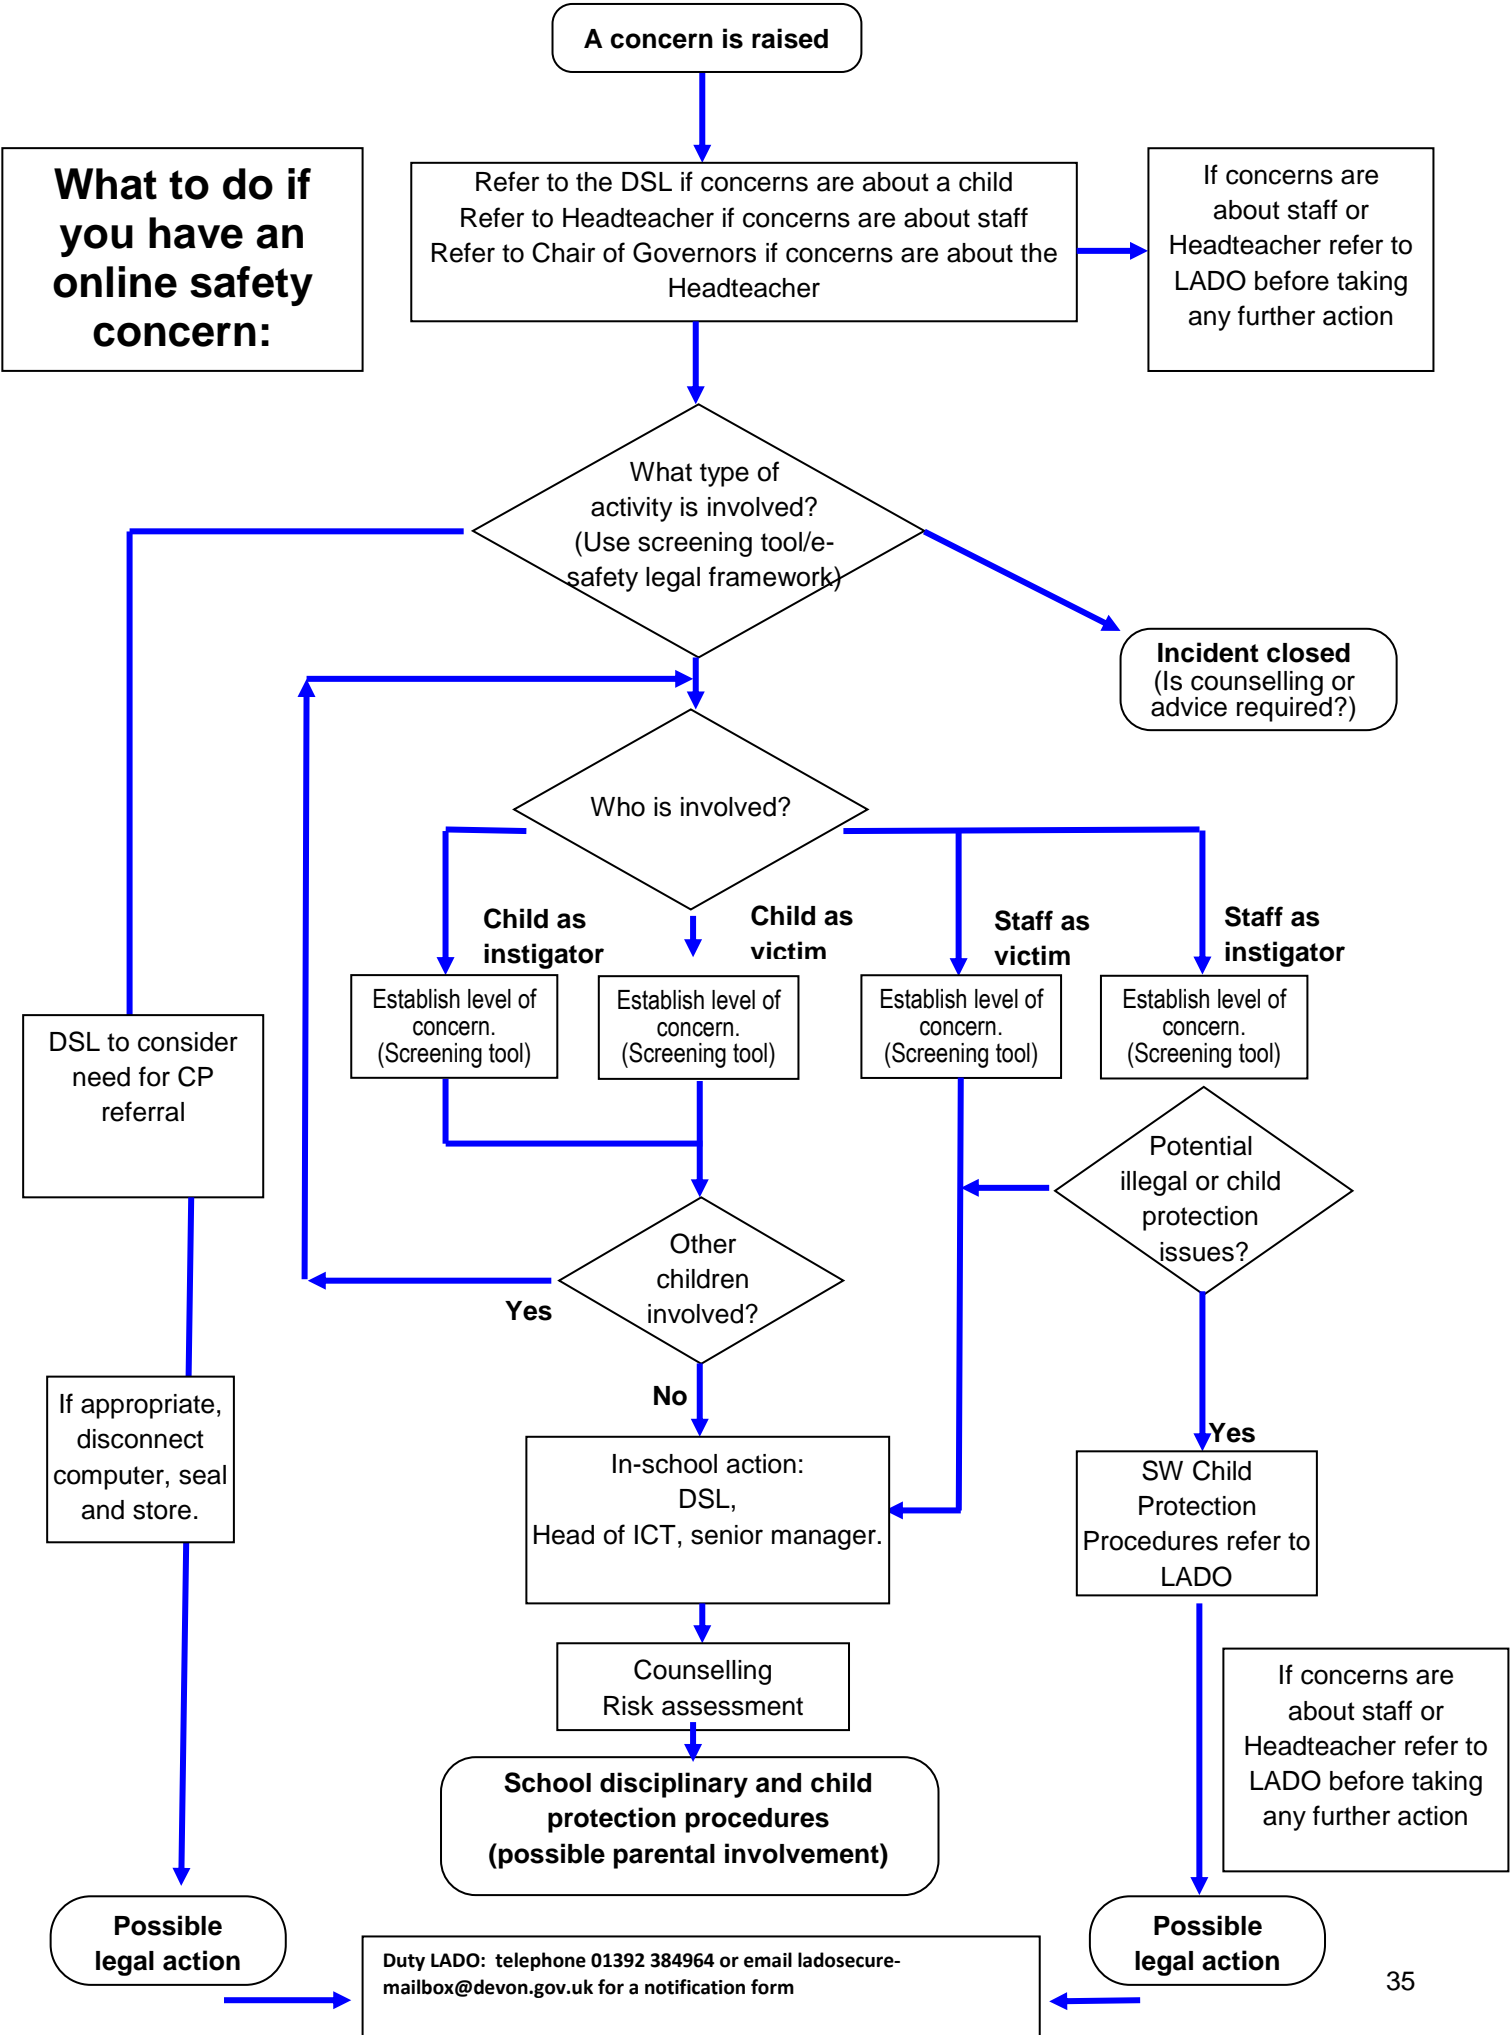 A concern is raised
What to do if
you have an
online safety
concern:
Refer to the DSL if concerns are about a child
Refer to Headteacher if concerns are about staff
Refer to Chair of Governors if concerns are about the
Headteacher
If concerns are
about staff or
Headteacher refer to
LADO before taking
any further action
What type of
activity is involved?
(Use screening tool/e-
safety legal framework)
Incident closed
(Is counselling or
advice required?)
Who is involved?
Child as
instigator
Child as
victim
Staff as
victim
Staff as
instigator
Establish level of
concern.
(Screening tool)
Establish level of
concern.
(Screening tool)
Establish level of
concern.
(Screening tool)
Establish level of
concern.
(Screening tool)
DSL to consider
need for CP
referral
Potential
illegal or child
protection
issues?
Other
children
involved?
Yes
No
If appropriate,
disconnect
computer, seal
and store.
In-school action:
DSL,
Head of ICT, senior manager.
Yes
SW Child
Protection
Procedures refer to
LADO
Counselling
Risk assessment
If concerns are
about staff or
Headteacher refer to
LADO before taking
any further action
School disciplinary and child
protection procedures
(possible parental involvement)
Possible
legal action
Possible
legal action
Duty LADO:  telephone 01392 384964 or email ladosecure-
mailbox@devon.gov.uk for a notification form
35